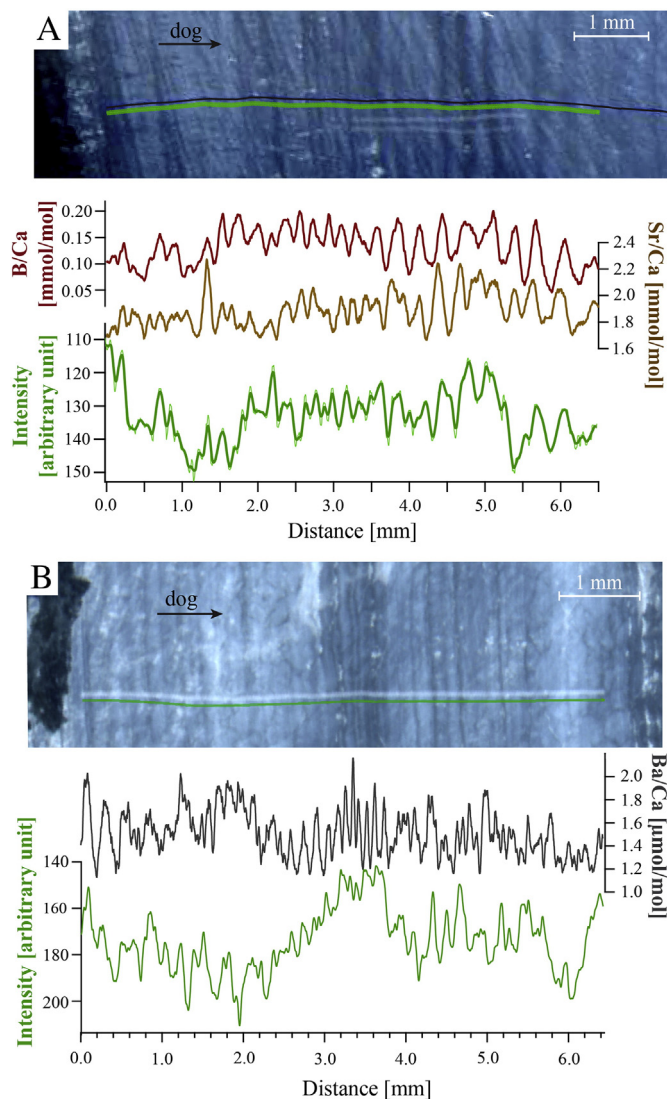 A
dog
1 mm
B/Ca
[mmol/mol]
0.20
0.15
0.10
0.05
Sr/Ca
[mmol/mol]
2.4
2.2
2.0
1.8
1.6
Intensity
[arbitrary unit]
110
120
130
140
150
0.0 1.0 2.0 3.0 4.0 5.0 6.0
Distance [mm]
B
dog
1 mm
Ba/Ca [μmol/mol]
2.0
1.8
1.6
1.4
1.2
1.0
Intensity [arbitrary unit]
140
160
180
200
0.0 1.0 2.0 3.0 4.0 5.0 6.0
Distance [mm]